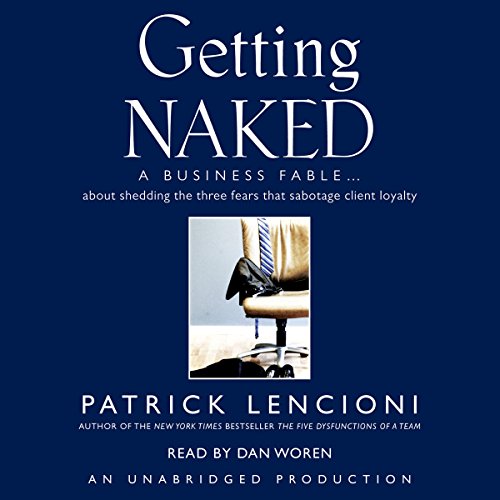 Getting
NAKED
A BUSINESS FABLE...
about shedding the three fears that sabotage client loyalty
PATRICK LENCIONI
AUTHOR OF THE NEW YORK TIMES BESTSELLER THE FIVE DYSFUNCTIONS OF A TEAM
READ BY DAN WOREN
AN UNABRIDGED PRODUCTION